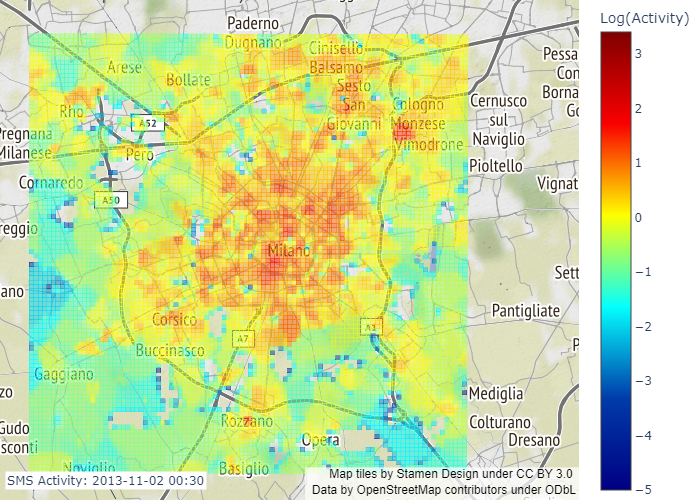 Paderno
Dugnano
Log(Activity)
Cinisello
Balsamo
Arese
Bollate
Sesto
San
Giovanni
Rho
A52
Cologno
Monzese
Vimodrone
Cernusco
sul
Naviglio
Pessa
Con
Borna
Go
Pregnana
Milanese
Pero
Pioltello
Cornaredo
A50
Vignat
reggio
Milano
Sett
ano
Pantigliate
Corsico
A7
A1
P
Buccinasco
Gaggiano
zo
Mediglia
Rozzano
Colturano
Gudo
sconti
Opera
Dresano
Noviglio
Basiglio
SMS Activity: 2013-11-02 00:30
Map tiles by Stamen Design under CC BY 3.0
Data by OpenStreetMap contributors under ODbL
3
2
1
0
−1
−2
−3
−4
−5